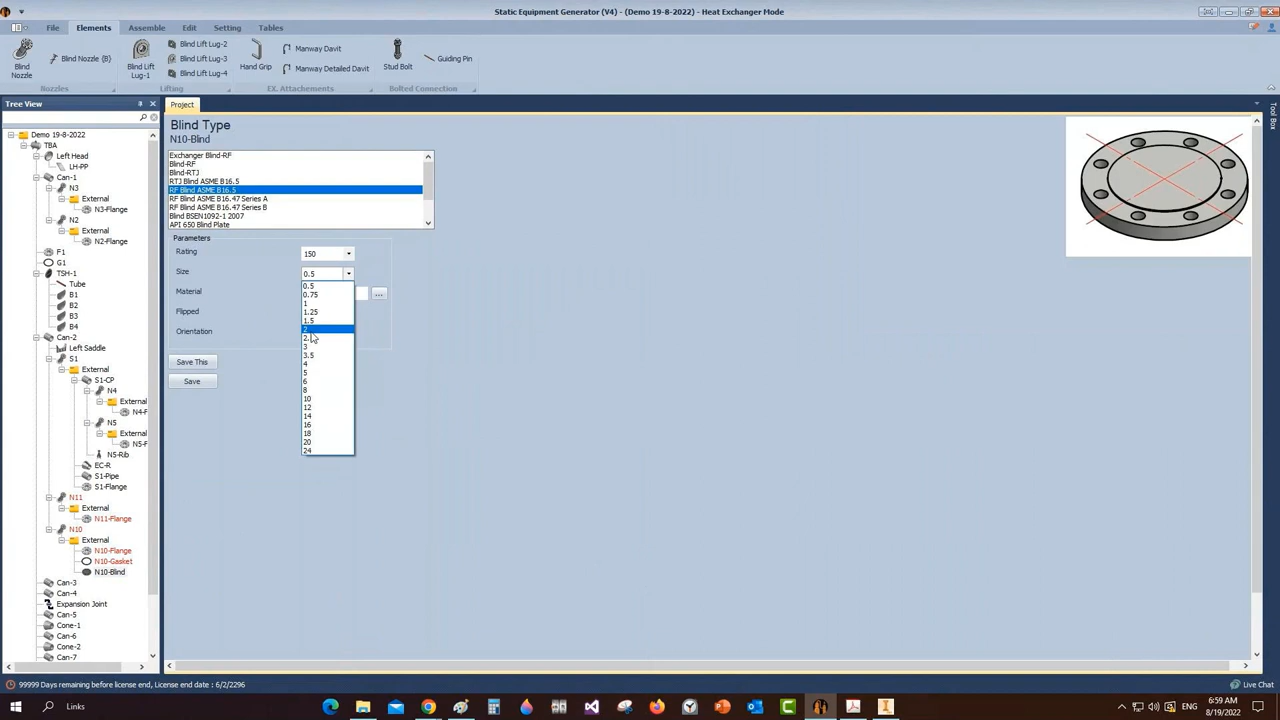 Static Equipment Generator (V4) - (Demo 19-8-2022) - Heat Exchanger Mode
File Elements Assemble Edit Setting Tables
Blind Nozzle
Blind Nozzle {B}
Blind Lift Lug-1
Blind Lift Lug-2
Blind Lift Lug-3
Blind Lift Lug-4
Hand Grip
Manway Davit
Manway Detailed Davit
Stud Bolt
Guiding Pin
Nozzles Lifting EX. Attachements Bolted Connection
Tree View
Project
Tool Box
Demo 19-8-2022
TBA
Left Head
LH-PP
Can-1
N3
External
N3-Flange
N2
External
N2-Flange
F1
G1
TSH-1
Tube
B1
B2
B3
B4
Can-2
Left Saddle
S1
External
S1-CP
N4
External
N4-F
N5
External
N5-F
N5-Rib
EC-R
S1-Pipe
S1-Flange
N11
External
N11-Flange
N10
External
N10-Flange
N10-Gasket
N10-Blind
Can-3
Can-4
Expansion Joint
Can-5
Cone-1
Can-6
Cone-2
Can-7
Blind Type
N10-Blind
Exchanger Blind-RF
Blind-RF
Blind-RTJ
RTJ Blind ASME B16.5
RF Blind ASME B16.5
RF Blind ASME B16.47 Series A
RF Blind ASME B16.47 Series B
Blind BSEN1092-1 2007
API 650 Blind Plate
Parameters
Rating 150
Size 0.5
Material ...
Flipped
Orientation
0.5
0.75
1
1.25
1.5
2
2.
3
3.5
4
5
6
8
10
12
14
16
18
20
24
Save This
Save
99999 Days remaining before license end, License end date : 6/2/2296
Live Chat
Links
ENG
6:59 AM
8/19/2022